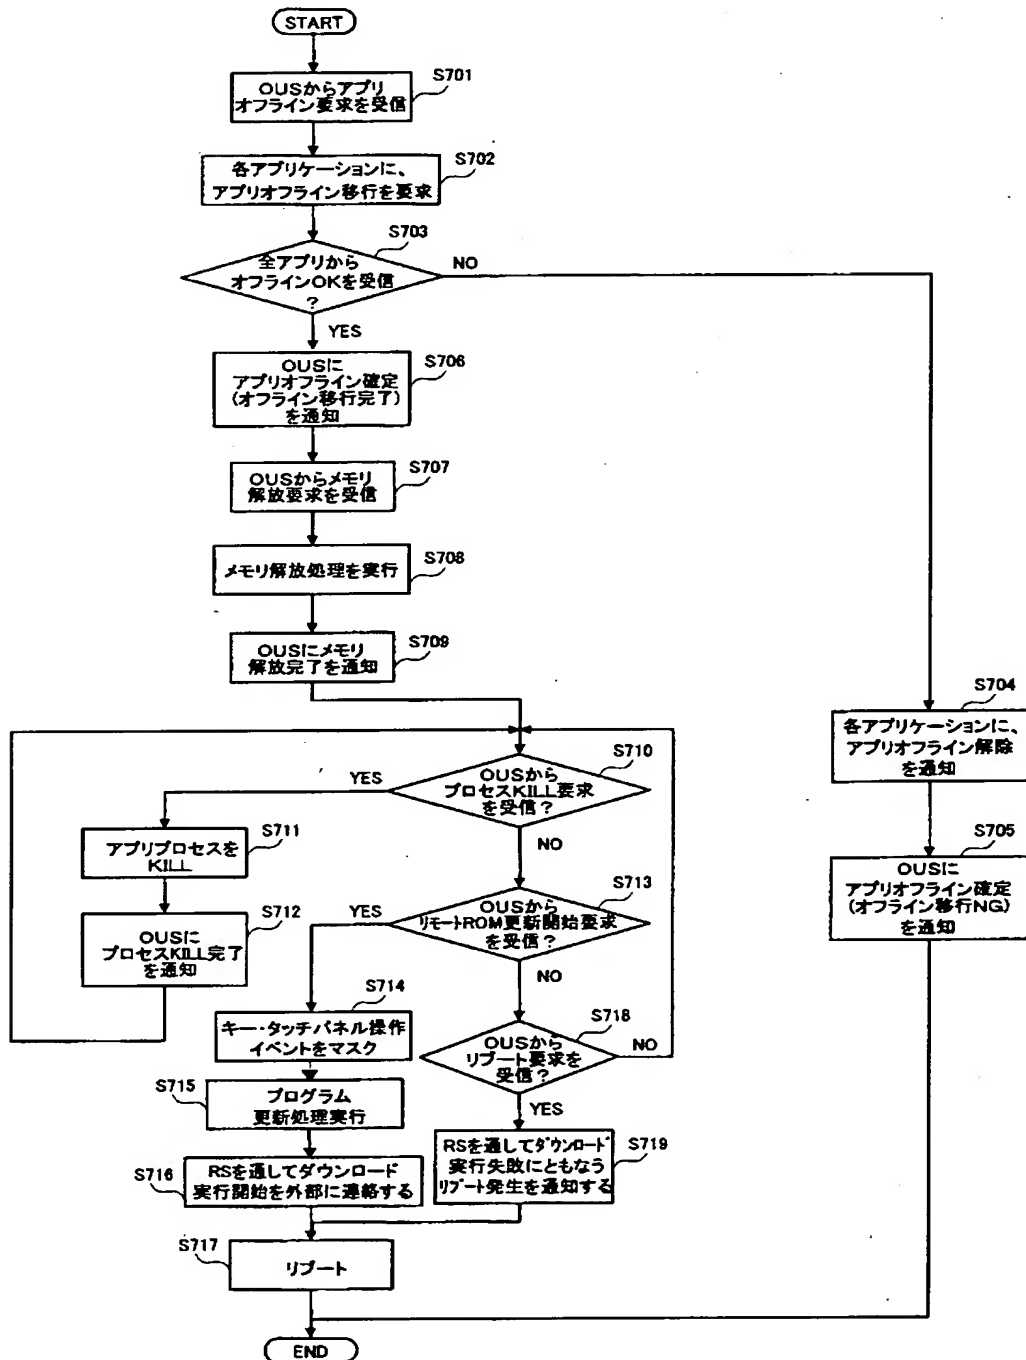 START
S701
OUSからアプリ
オフライン要求を受信
S702
各アプリケーションに、
アプリオフライン移行を要求
S703
全アプリから
オフラインOKを受信
?
NO
YES
S706
OUSに
アプリオフライン確定
(オフライン移行完了)
を通知
S707
OUSからメモリ
解放要求を受信
S708
メモリ解放処理を実行
S709
OUSにメモリ
解放完了を通知
S704
各アプリケーションに、
アプリオフライン解除
を通知
S705
OUSに
アプリオフライン確定
(オフライン移行NG)
を通知
S710
OUSから
プロセスKILL要求
を受信?
YES
NO
S711
アプリプロセスを
KILL
S712
OUSに
プロセスKILL完了
を通知
S713
OUSから
リモートROM更新開始要求
を受信?
YES
NO
S714
キー・タッチパネル操作
イベントをマスク
S715
プログラム
更新処理実行
S716
RSを通してダウンロード
実行開始を外部に連絡する
S718
OUSから
リブート要求を
受信?
NO
YES
S719
RSを通してダウンロード
実行失敗にともなう
リブート発生を通知する
S717
リブート
END